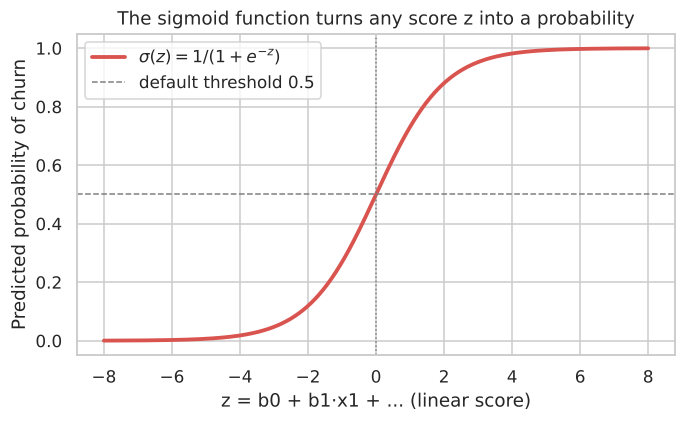 The sigmoid function turns any score z into a probability
σ(z) = 1/(1 + e⁻ᶻ)
default threshold 0.5
Predicted probability of churn
1.0
0.8
0.6
0.4
0.2
0.0
−8 −6 −4 −2 0 2 4 6 8
z = b0 + b1·x1 + ... (linear score)